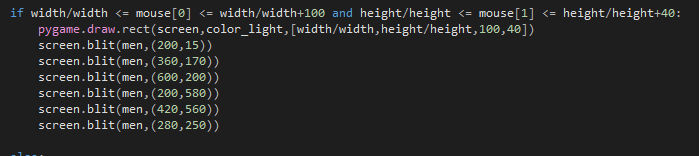 if width/width <= mouse[0] <= width/width+100 and height/height <= mouse[1] <= height/height+40:
pygame.draw.rect(screen,color_light,[width/width,height/height,100,40])
screen.blit(men,(200,15))
screen.blit(men,(360,170))
screen.blit(men,(600,200))
screen.blit(men,(200,580))
screen.blit(men,(420,560))
screen.blit(men,(280,250))